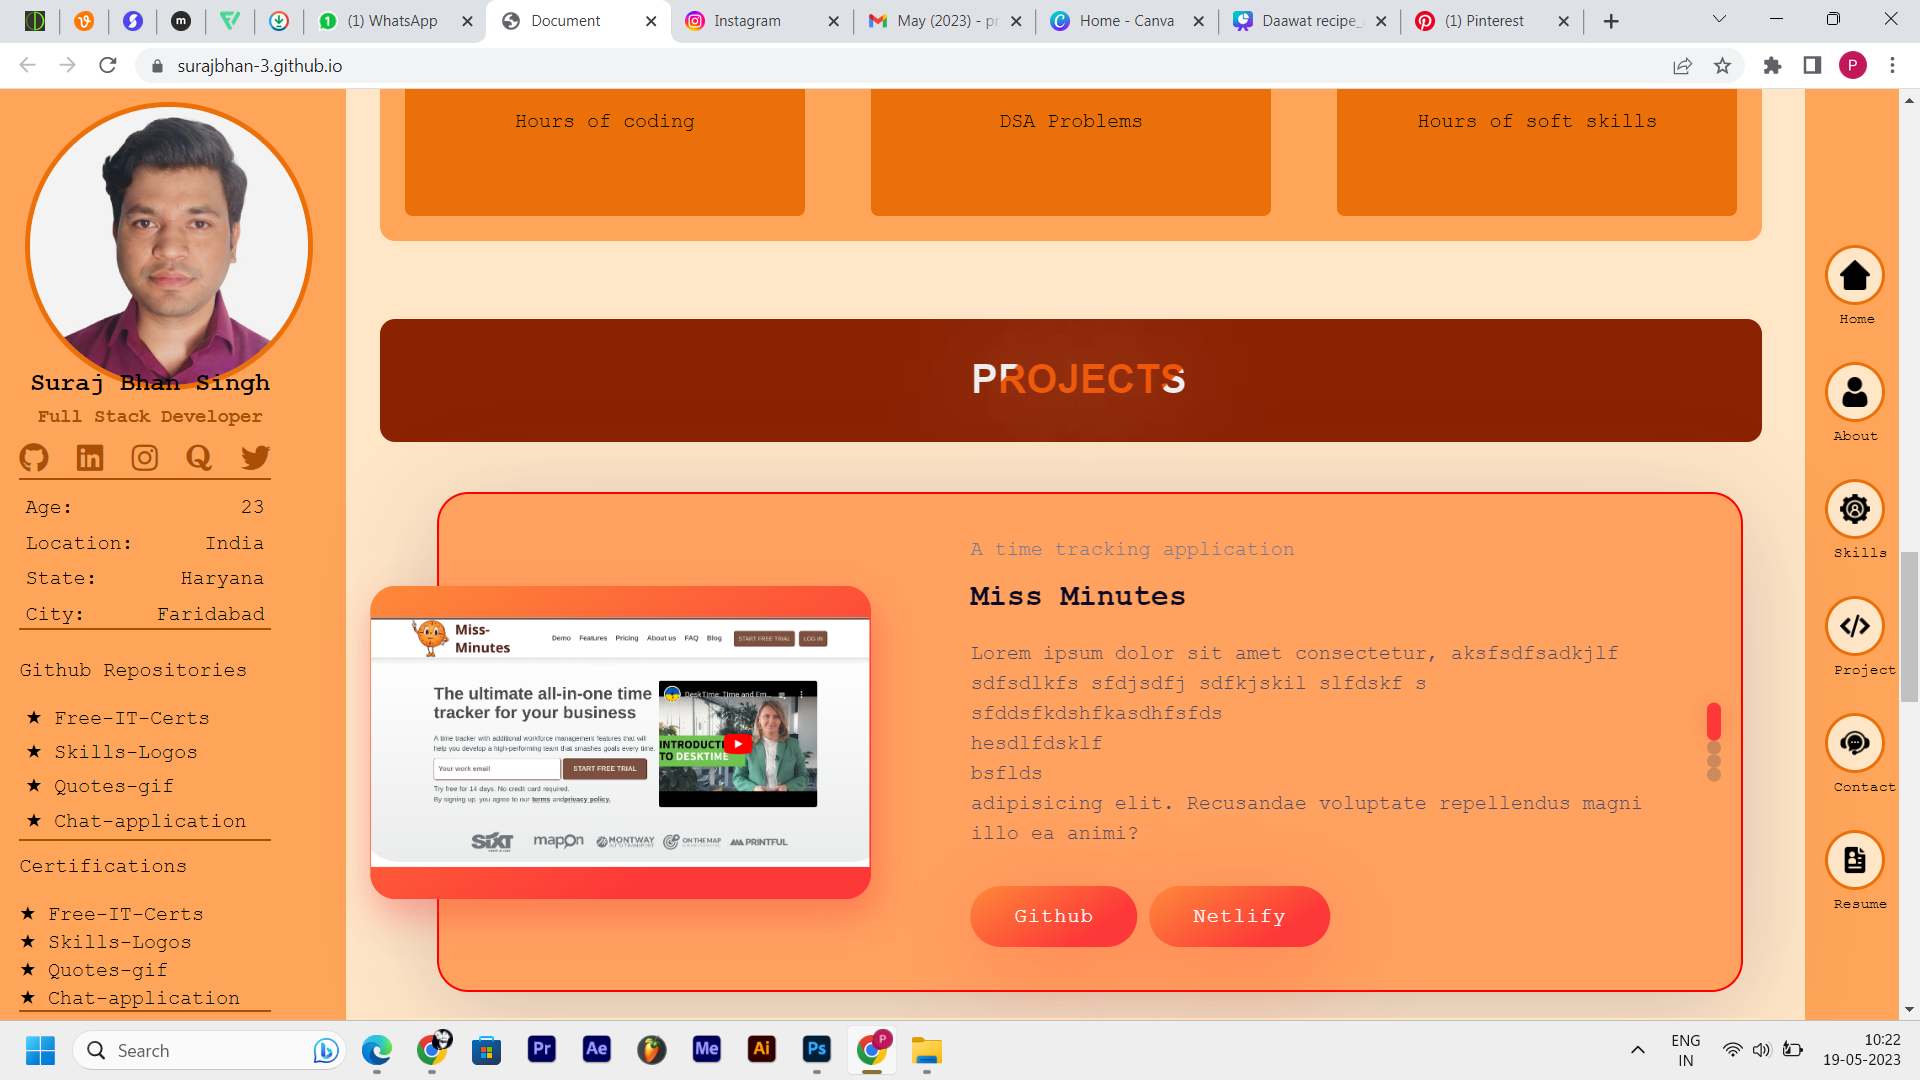 (1) WhatsApp
Document
Instagram
May (2023) - pr
Home - Canva
Daawat recipe_
(1) Pinterest
surajbhan-3.github.io
P
Hours of coding
DSA Problems
Hours of soft skills
PROJECTS
Suraj Bhan Singh
Full Stack Developer
Age: 23
Location: India
State: Haryana
City: Faridabad
Github Repositories
★ Free-IT-Certs
★ Skills-Logos
★ Quotes-gif
★ Chat-application
Certifications
★ Free-IT-Certs
★ Skills-Logos
★ Quotes-gif
★ Chat-application
Miss-
Minutes
Demo Features Pricing About us FAQ Blog START FREE TRIAL LOG IN
The ultimate all-in-one time
tracker for your business
A time tracker with additional workforce management features that will
help you develop a high-performing team that smashes goals every time.
Your work email START FREE TRIAL
Try free for 14 days. No credit card required.
By signing up, you agree to our terms andprivacy policy.
DeskTime: Time and Em...
INTRODUCTI
TO DESKTIME
SIXT
mapon
MONTWAY
AUTO TRANSPORT
ON THE MAP
PRINTFUL
A time tracking application
Miss Minutes
Lorem ipsum dolor sit amet consectetur, aksfsdfsadkjlf
sdfsdlkfs sfdjsdfj sdfkjskil slfdskf s
sfddsfkdshfkasdhfsfds
hesdlfdsklf
bsflds
adipisicing elit. Recusandae voluptate repellendus magni
illo ea animi?
Github
Netlify
Home
About
Skills
Project
Contact
Resume
Search
Pr
Ae
Me
Ai
Ps
P
ENG
IN
10:22
19-05-2023